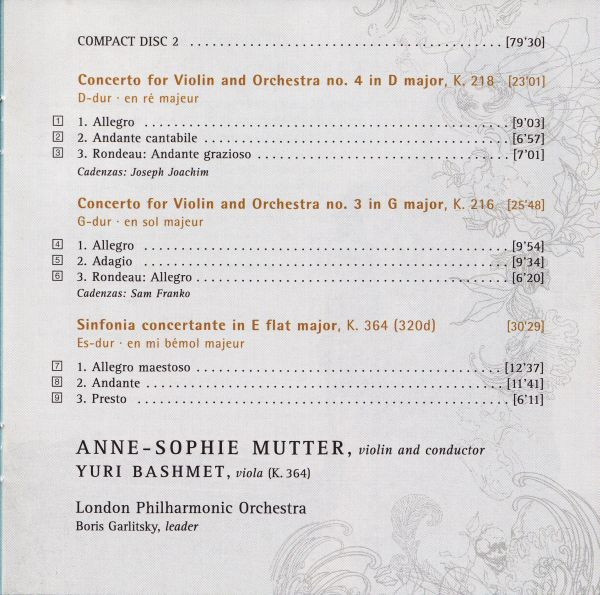 COMPACT DISC 2 ........................................ [79'30]
Concerto for Violin and Orchestra no. 4 in D major, K. 218 [23'01]
D-dur · en ré majeur
1 1. Allegro ........................................ [9'03]
2 2. Andante cantabile ........................................ [6'57]
3 3. Rondeau: Andante grazioso ........................................ [7'01]
Cadenzas: Joseph Joachim
Concerto for Violin and Orchestra no. 3 in G major, K. 216 [25'48]
G-dur · en sol majeur
4 1. Allegro ........................................ [9'54]
5 2. Adagio ........................................ [9'34]
6 3. Rondeau: Allegro ........................................ [6'20]
Cadenzas: Sam Franko
Sinfonia concertante in E flat major, K. 364 (320d) [30'29]
Es-dur · en mi bémol majeur
7 1. Allegro maestoso ........................................ [12'37]
8 2. Andante ........................................ [11'41]
9 3. Presto ........................................ [6'11]
ANNE-SOPHIE MUTTER, violin and conductor
YURI BASHMET, viola (K. 364)
London Philharmonic Orchestra
Boris Garlitsky, leader